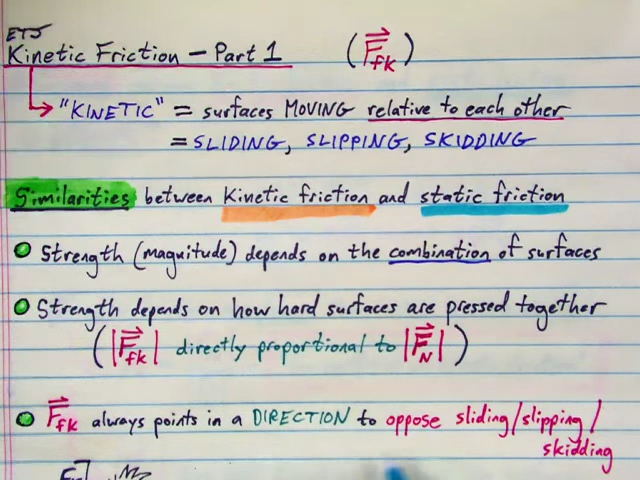 ETJ
Kinetic Friction – Part 1 (F⃗fk)
"KINETIC" = surfaces MOVING relative to each other
= SLIDING, SLIPPING, SKIDDING
Similarities between Kinetic friction and static friction
Strength (magnitude) depends on the combination of surfaces
Strength depends on how hard surfaces are pressed together
(|F⃗fk| directly proportional to |F⃗N|)
F⃗fk always points in a DIRECTION to oppose sliding/slipping/
skidding